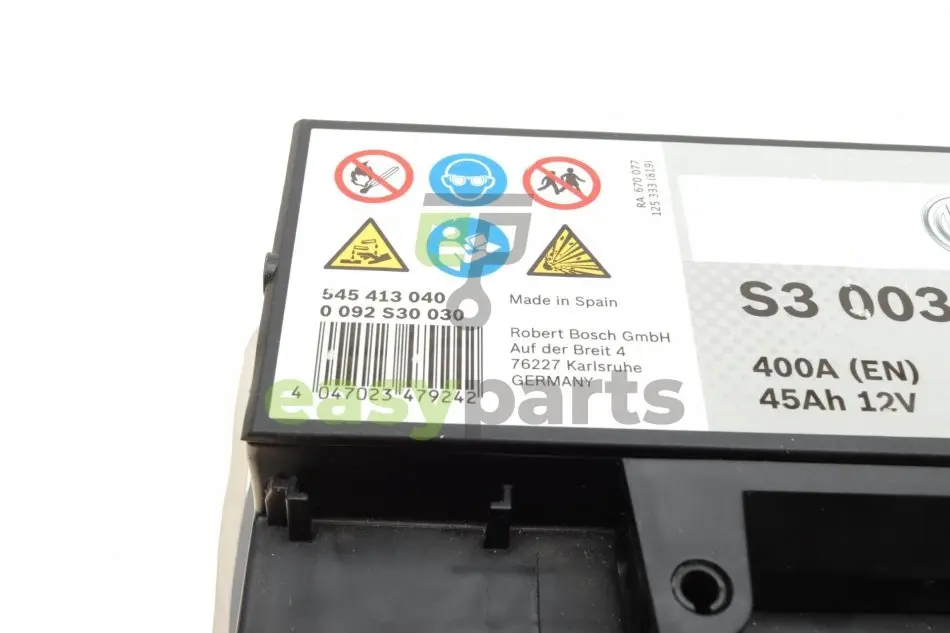 RA 670 077
125 333 (819)
545 413 040
0 092 S30 030
Made in Spain
Robert Bosch GmbH
Auf der Breit 4
76227 Karlsruhe
GERMANY
4 047023 479242
S3 003
400A (EN)
45Ah 12V
easyparts